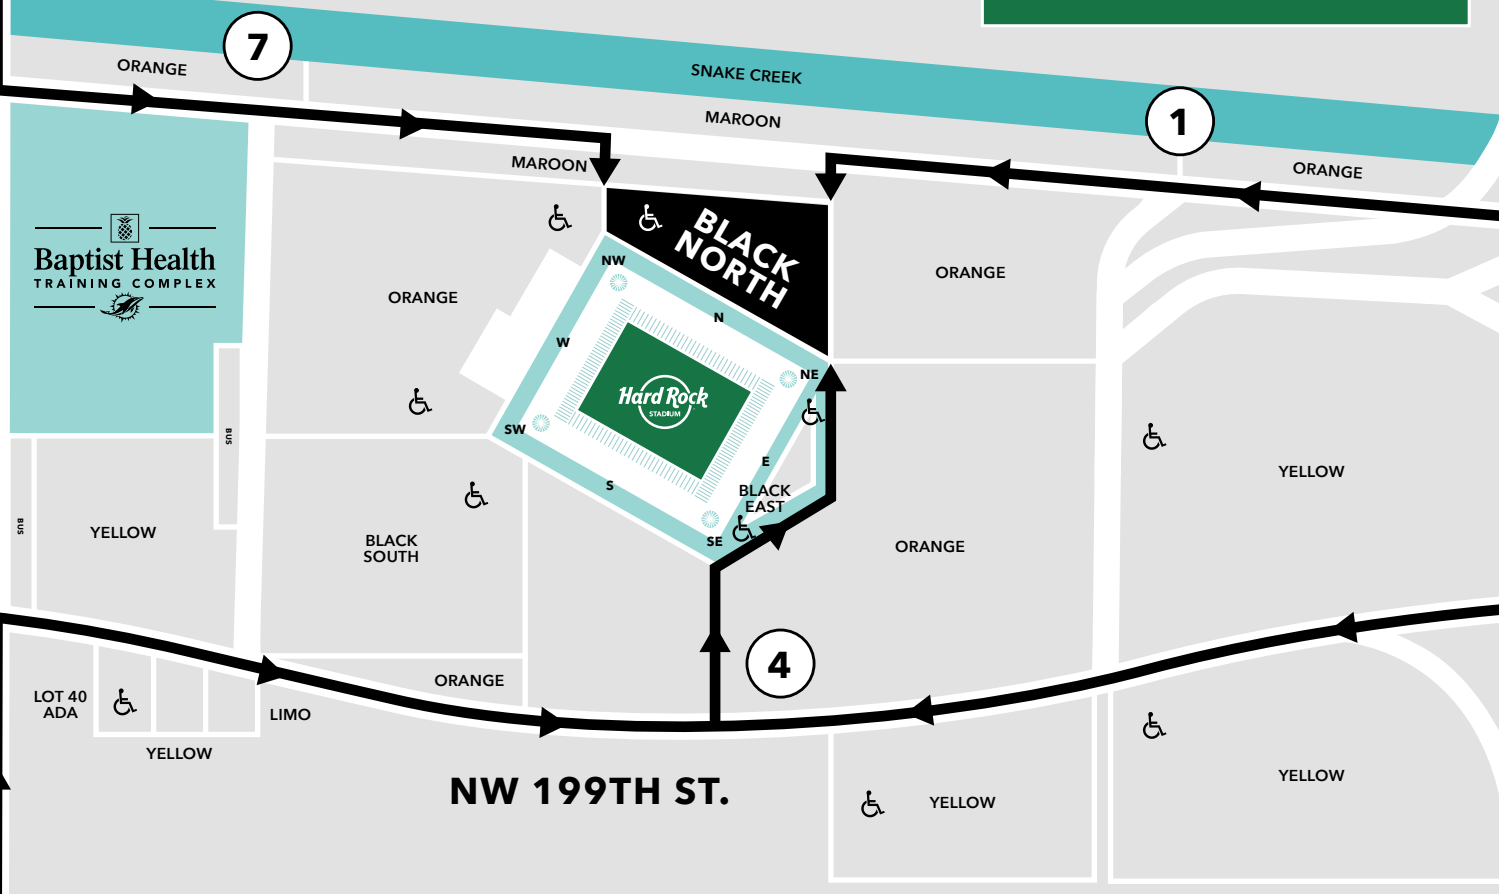 7
ORANGE
SNAKE CREEK
MAROON
1
ORANGE
MAROON
Baptist Health
TRAINING COMPLEX
BLACK
NORTH
NW
N
W
ORANGE
ORANGE
Hard Rock
STADIUM
NE
SW
S
E
BLACK
EAST
SE
BUS
BUS
YELLOW
BLACK
SOUTH
ORANGE
YELLOW
4
LOT 40
ADA
LIMO
YELLOW
ORANGE
NW 199TH ST.
YELLOW
YELLOW